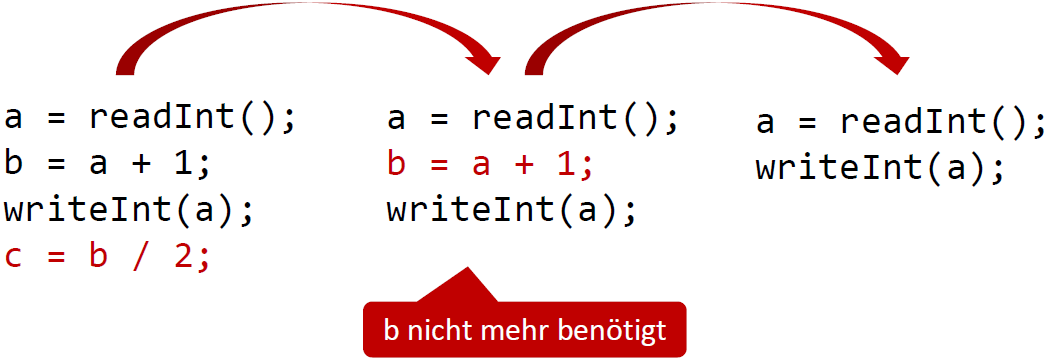 a = readInt();
b = a + 1;
writeInt(a);
c = b / 2;
a = readInt();
b = a + 1;
writeInt(a);
b nicht mehr benötigt
a = readInt();
writeInt(a);